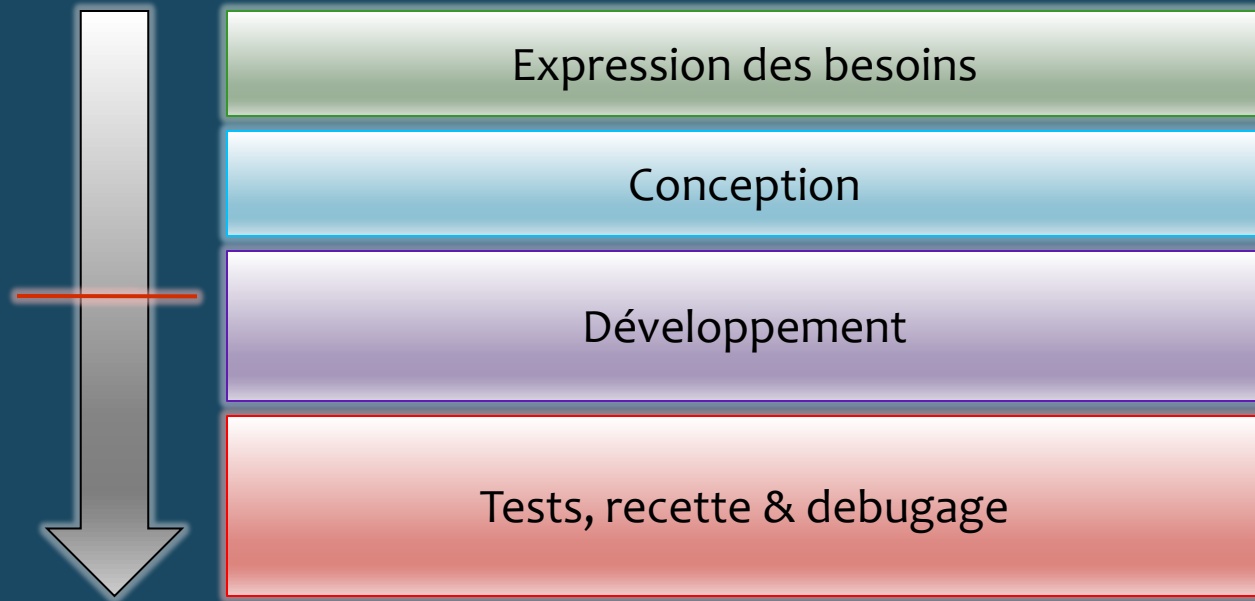 Expression des besoins
Conception
Développement
Tests, recette & debugage